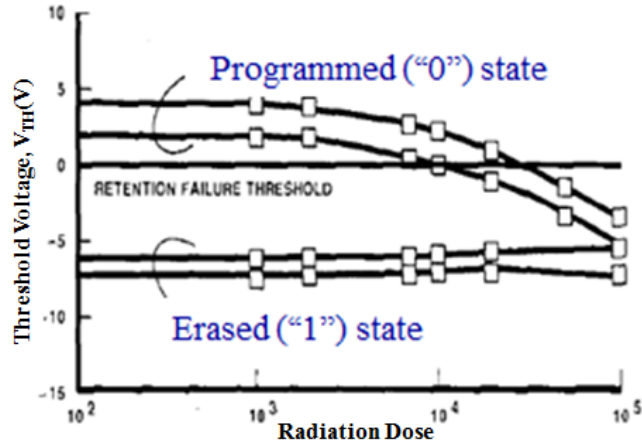 10
Programmed ("0") state
5
0
RETENTION FAILURE THRESHOLD
-5
Erased ("1") state
-10
-15
10² 10³ 10⁴ 10⁵
Radiation Dose
Threshold Voltage, VTH(V)